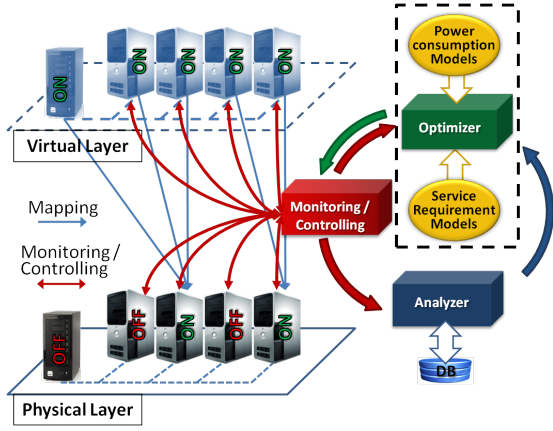 ON
ON
ON
ON
ON
Virtual Layer
Mapping
Monitoring /
Controlling
OFF
OFF
ON
OFF
ON
Physical Layer
Monitoring /
Controlling
Power
consumption
Models
Optimizer
Service
Requirement
Models
Analyzer
DB